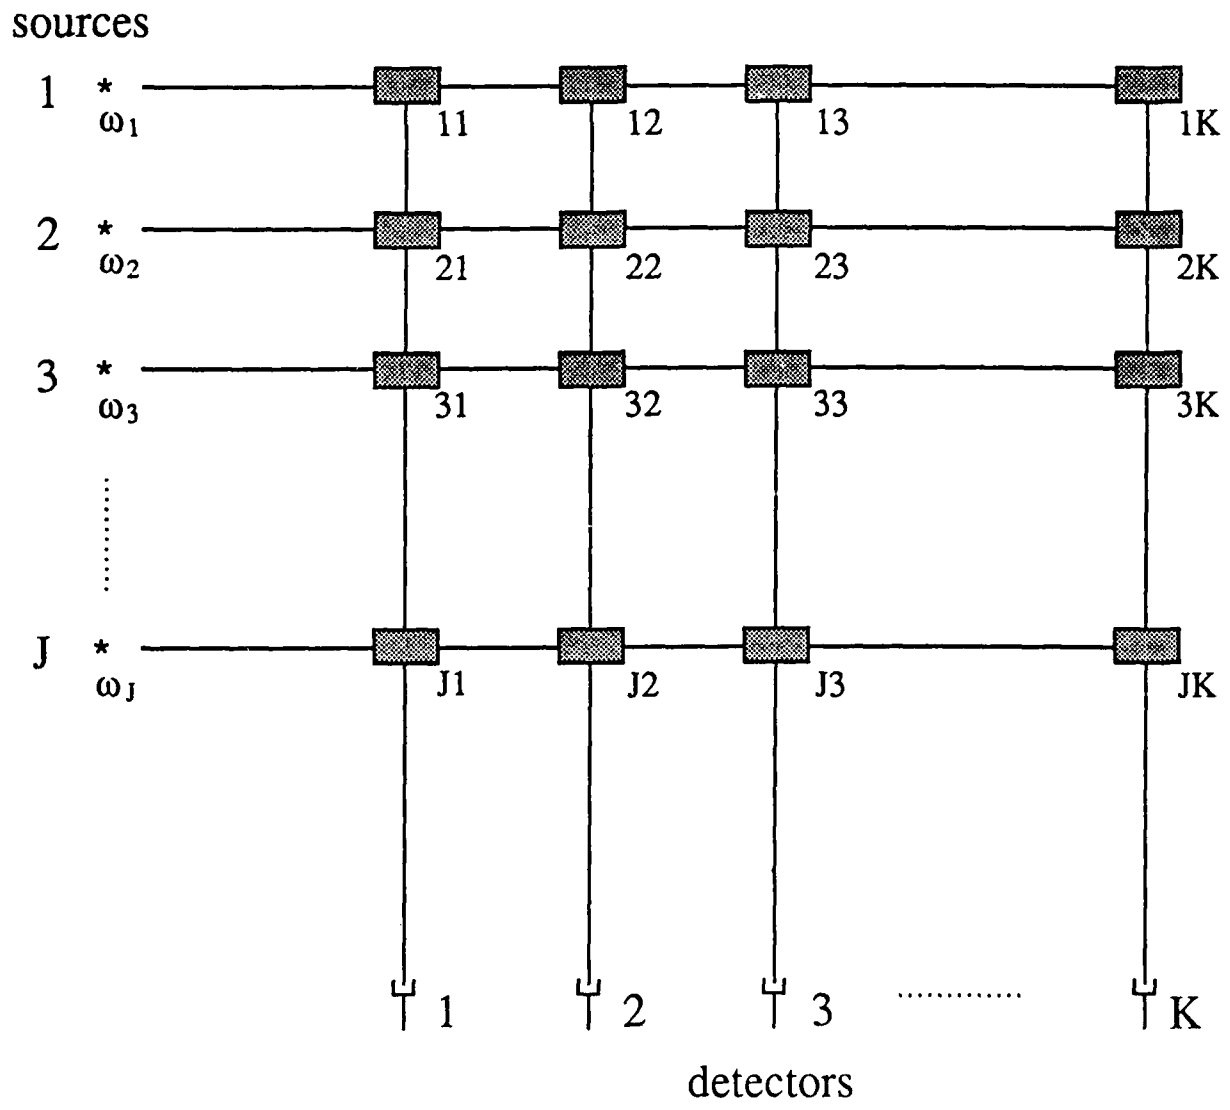 sources
1 * ω₁
11 12 13 1K
2 * ω₂
21 22 23 2K
3 * ω₃
31 32 33 3K
J * ω_J
J1 J2 J3 JK
1 2 3 ............. K
detectors